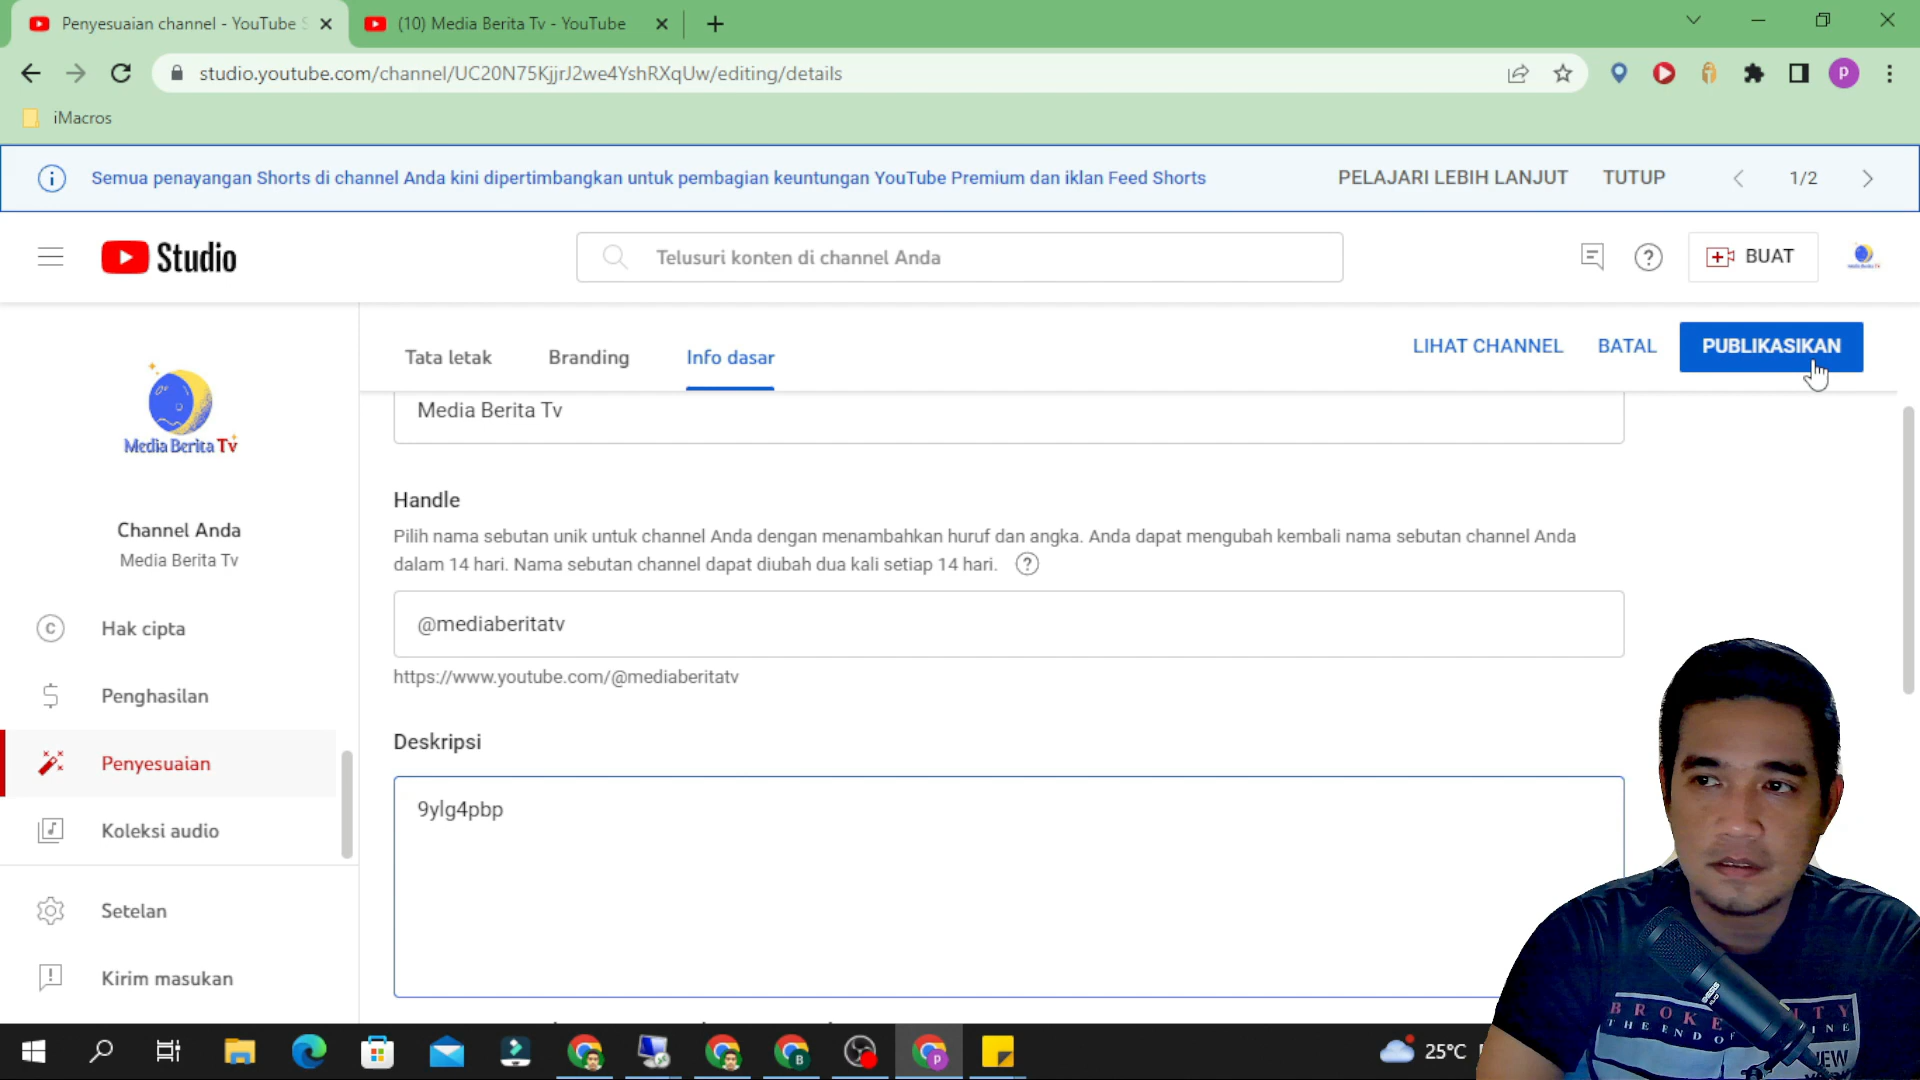 Penyesuaian channel - YouTube S
(10) Media Berita Tv - YouTube
studio.youtube.com/channel/UC20N75KjjrJ2we4YshRXqUw/editing/details
P
iMacros
Semua penayangan Shorts di channel Anda kini dipertimbangkan untuk pembagian keuntungan YouTube Premium dan iklan Feed Shorts
PELAJARI LEBIH LANJUT
TUTUP
1/2
Studio
Telusuri konten di channel Anda
BUAT
Tata letak
Branding
Info dasar
LIHAT CHANNEL
BATAL
PUBLIKASIKAN
Media Berita Tv
Channel Anda
Media Berita Tv
Hak cipta
Penghasilan
Penyesuaian
Koleksi audio
Setelan
Kirim masukan
Media Berita Tv
Handle
Pilih nama sebutan unik untuk channel Anda dengan menambahkan huruf dan angka. Anda dapat mengubah kembali nama sebutan channel Anda
dalam 14 hari. Nama sebutan channel dapat diubah dua kali setiap 14 hari.
@mediaberitatv
https://www.youtube.com/@mediaberitatv
Deskripsi
9ylg4pbp
25°C
THE END OF